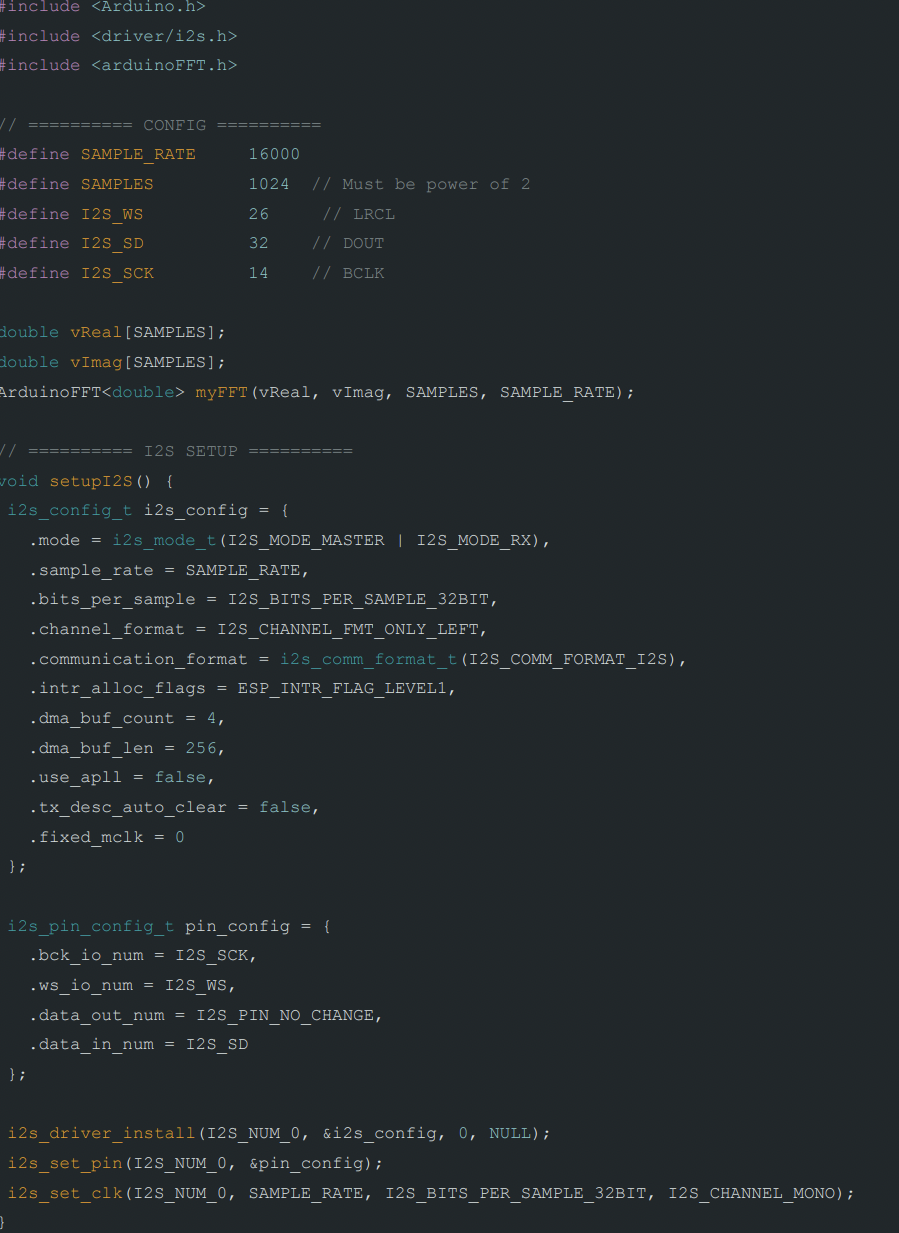 #include <Arduino.h>
#include <driver/i2s.h>
#include <arduinoFFT.h>
// ========== CONFIG ==========
#define SAMPLE_RATE     16000
#define SAMPLES         1024  // Must be power of 2
#define I2S_WS          26     // LRCL
#define I2S_SD          32    // DOUT
#define I2S_SCK         14    // BCLK
double vReal[SAMPLES];
double vImag[SAMPLES];
ArduinoFFT<double> myFFT(vReal, vImag, SAMPLES, SAMPLE_RATE);
// ========== I2S SETUP ==========
void setupI2S() {
 i2s_config_t i2s_config = {
   .mode = i2s_mode_t(I2S_MODE_MASTER | I2S_MODE_RX),
   .sample_rate = SAMPLE_RATE,
   .bits_per_sample = I2S_BITS_PER_SAMPLE_32BIT,
   .channel_format = I2S_CHANNEL_FMT_ONLY_LEFT,
   .communication_format = i2s_comm_format_t(I2S_COMM_FORMAT_I2S),
   .intr_alloc_flags = ESP_INTR_FLAG_LEVEL1,
   .dma_buf_count = 4,
   .dma_buf_len = 256,
   .use_apll = false,
   .tx_desc_auto_clear = false,
   .fixed_mclk = 0
 };
 i2s_pin_config_t pin_config = {
   .bck_io_num = I2S_SCK,
   .ws_io_num = I2S_WS,
   .data_out_num = I2S_PIN_NO_CHANGE,
   .data_in_num = I2S_SD
 };
 i2s_driver_install(I2S_NUM_0, &i2s_config, 0, NULL);
 i2s_set_pin(I2S_NUM_0, &pin_config);
 i2s_set_clk(I2S_NUM_0, SAMPLE_RATE, I2S_BITS_PER_SAMPLE_32BIT, I2S_CHANNEL_MONO);
}